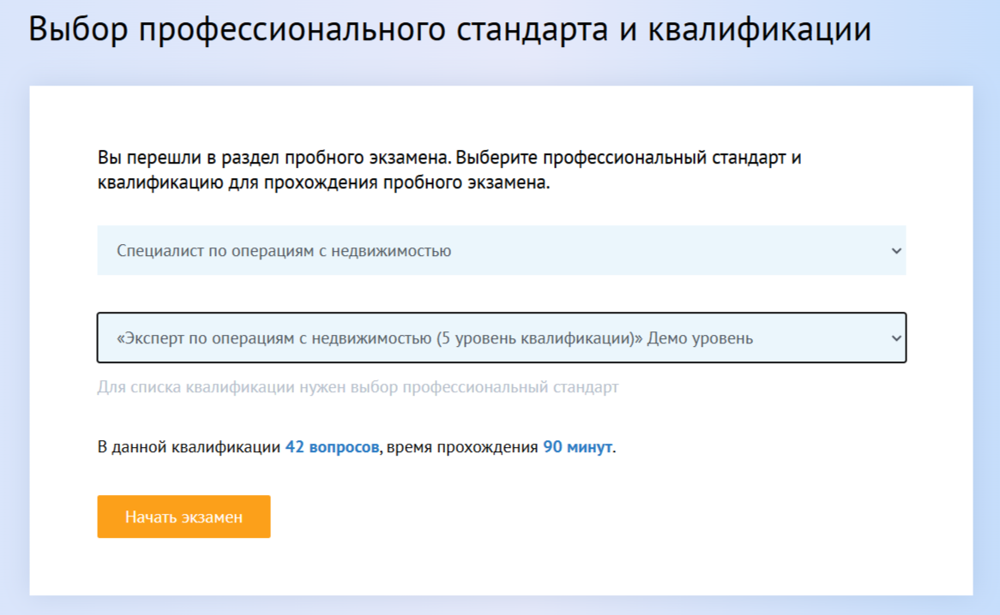 Выбор профессионального стандарта и квалификации
Вы перешли в раздел пробного экзамена. Выберите профессиональный стандарт и
квалификацию для прохождения пробного экзамена.
Специалист по операциям с недвижимостью
«Эксперт по операциям с недвижимостью (5 уровень квалификации)» Демо уровень
Для списка квалификации нужен выбор профессиональный стандарт
В данной квалификации 42 вопросов, время прохождения 90 минут.
Начать экзамен